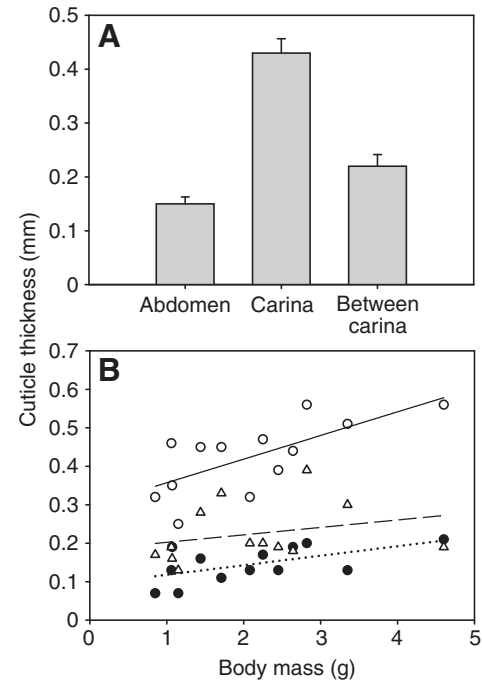 A
0.5
0.4
0.3
0.2
0.1
0
Abdomen Carina Between
carina
Cuticle thickness (mm)
B
0.7
0.6
0.5
0.4
0.3
0.2
0.1
0
0 1 2 3 4 5
Body mass (g)